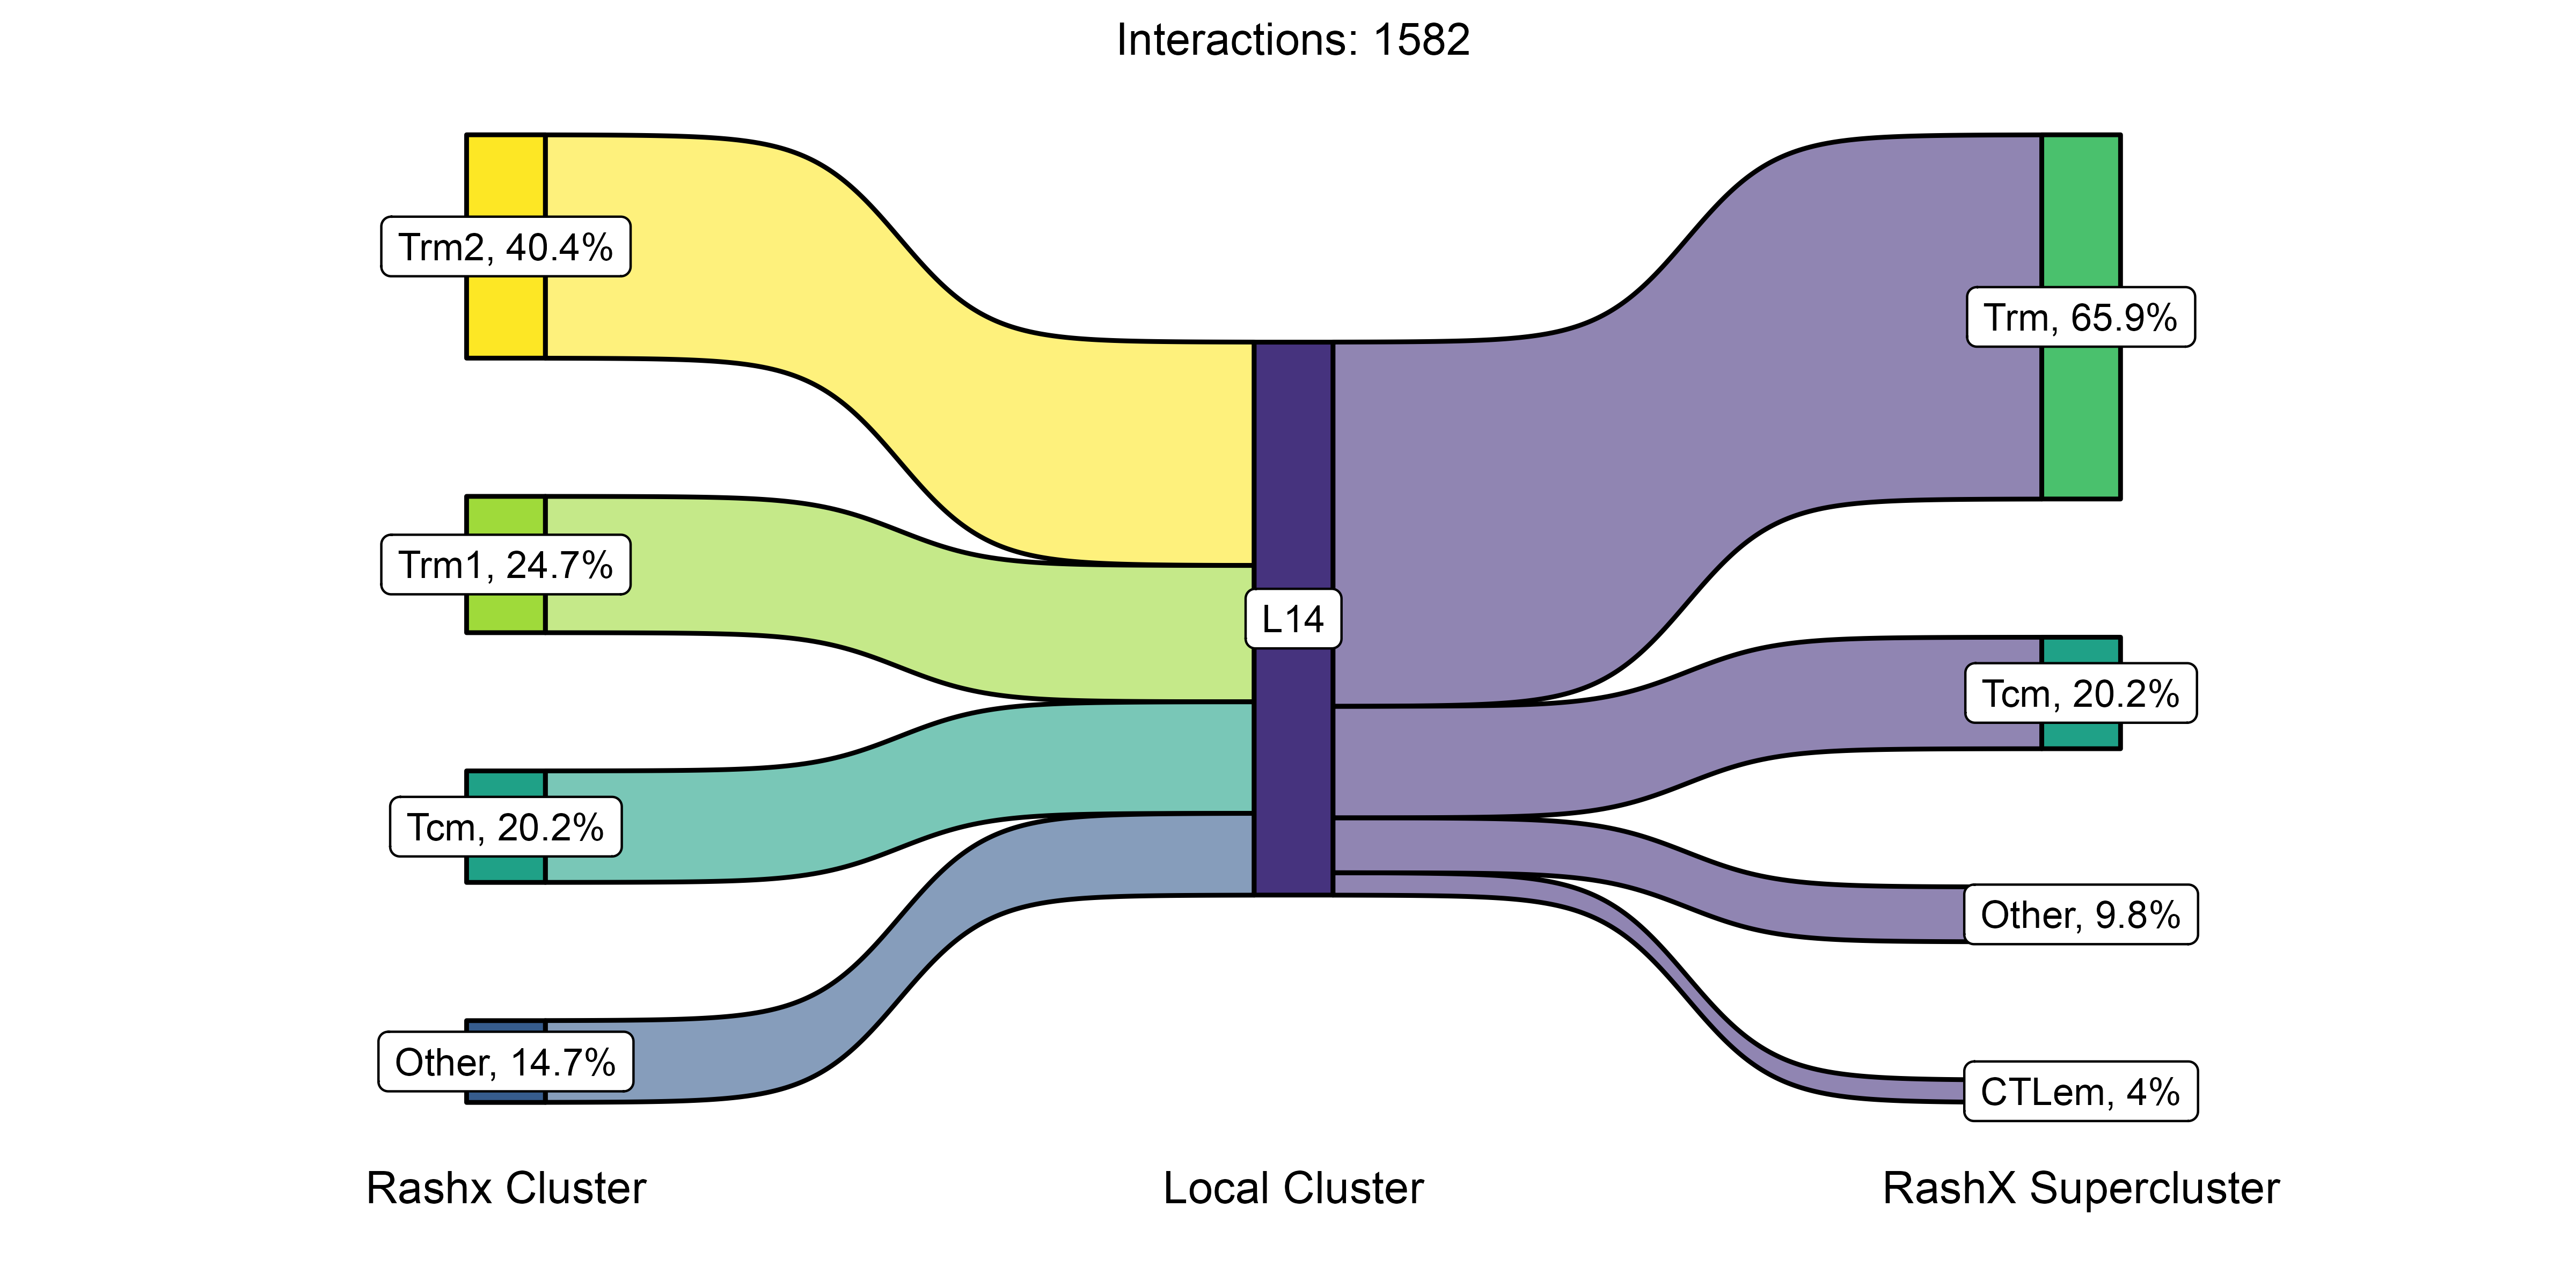 Interactions: 1582
Trm2, 40.4%
Trm1, 24.7%
Tcm, 20.2%
Other, 14.7%
L14
Trm, 65.9%
Tcm, 20.2%
Other, 9.8%
CTLem, 4%
Rashx Cluster
Local Cluster
RashX Supercluster